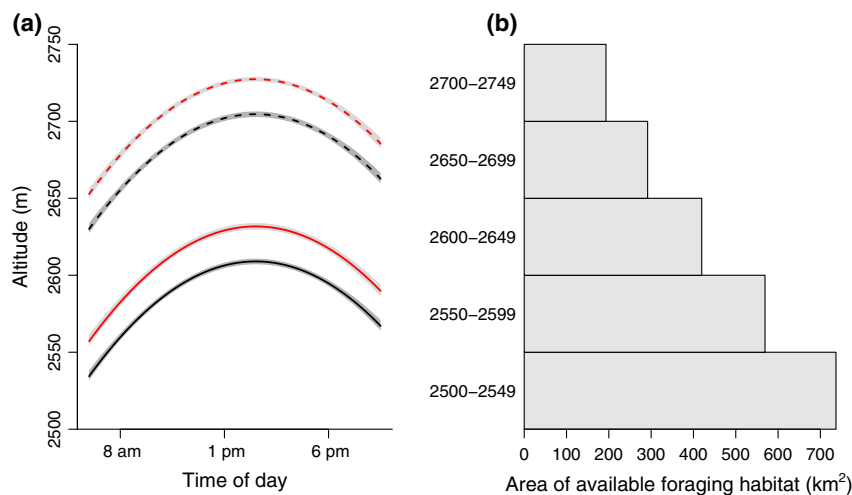 (a)
2750
2700
2650
2600
2550
2500
Altitude (m)
8 am 1 pm 6 pm
Time of day
(b)
2700−2749
2650−2699
2600−2649
2550−2599
2500−2549
0 100 200 300 400 500 600 700
Area of available foraging habitat (km²)